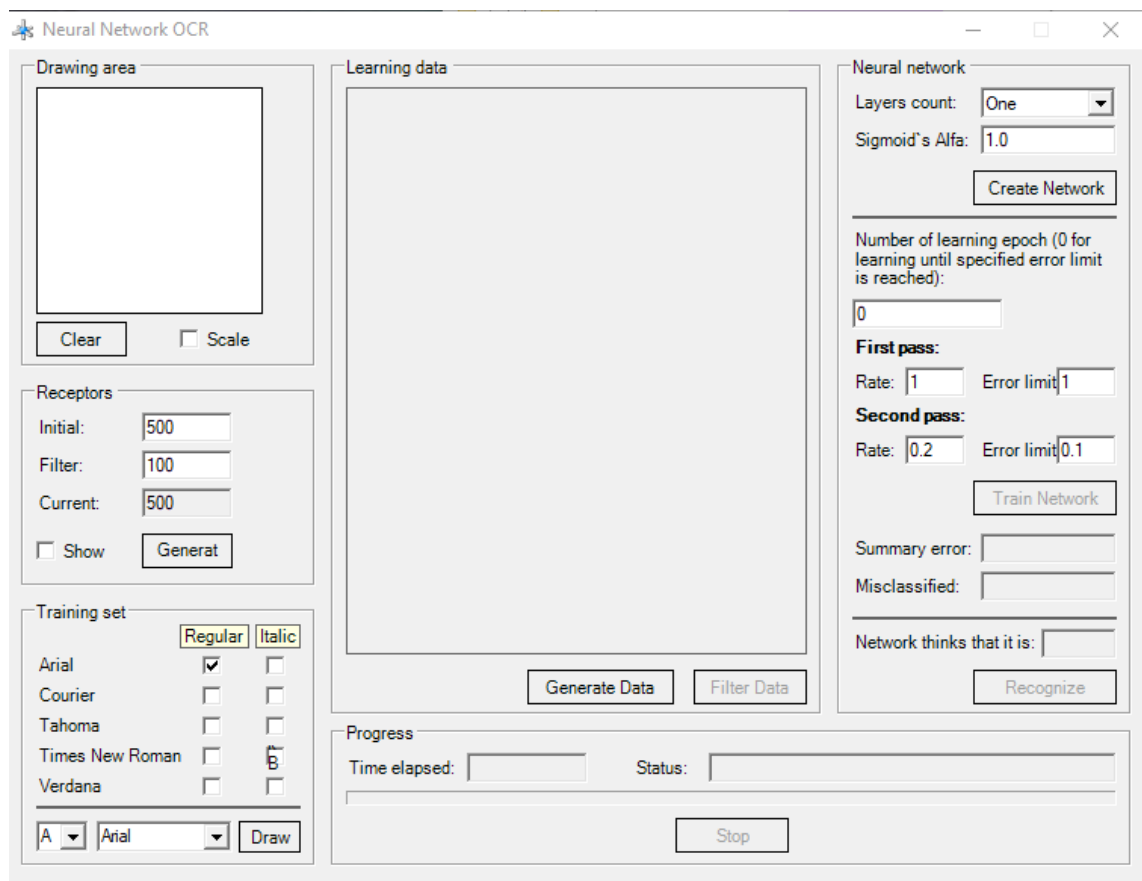 Neural Network OCR
Drawing area
Clear
Scale
Receptors
Initial: 500
Filter: 100
Current: 500
Show
Generat
Training set
Regular Italic
Arial
Courier
Tahoma
Times New Roman
B
Verdana
A Arial Draw
Learning data
Generate Data Filter Data
Neural network
Layers count: One
Sigmoid`s Alfa: 1.0
Create Network
Number of learning epoch (0 for
learning until specified error limit
is reached):
0
First pass:
Rate: 1 Error limit 1
Second pass:
Rate: 0.2 Error limit 0.1
Train Network
Summary error:
Misclassified:
Network thinks that it is:
Recognize
Progress
Time elapsed: Status:
Stop